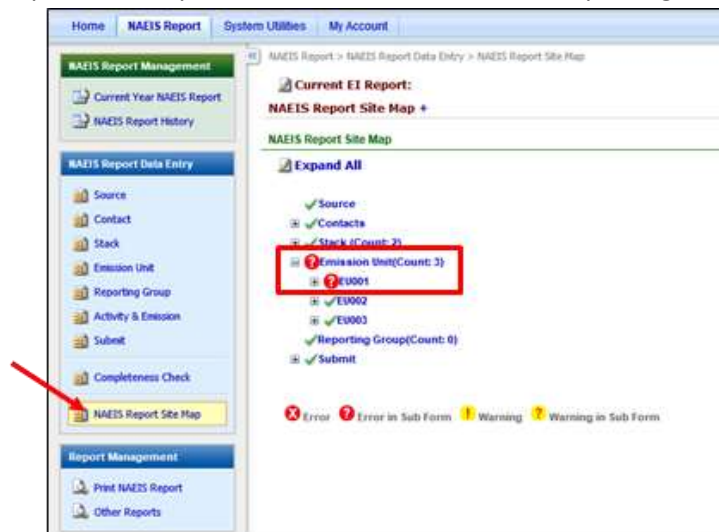 Home NAEIS Report System Utilities My Account
NAEIS Report Management
Current Year NAEIS Report
NAEIS Report History
NAEIS Report Data Entry
Source
Contact
Stack
Emission Unit
Reporting Group
Activity & Emission
Submit
Completeness Check
NAEIS Report Site Map
Report Management
Print NAEIS Report
Other Reports
NAEIS Report > NAEIS Report Data Entry > NAEIS Report Site Map
Current EI Report:
NAEIS Report Site Map +
NAEIS Report Site Map
Expand All
Source
Contacts
Stack (Count: 2)
Emission Unit(Count: 3)
EU001
EU002
EU003
Reporting Group(Count: 0)
Submit
Error Error in Sub Form Warning Warning in Sub Form